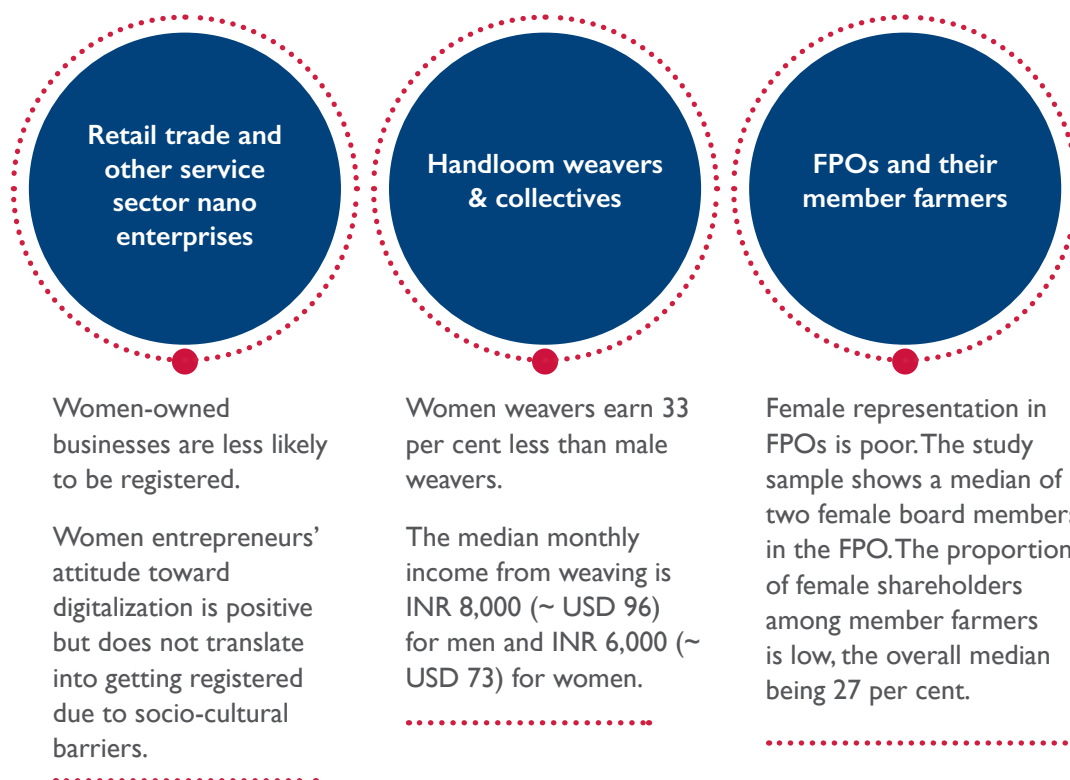 Retail trade and
other service
sector nano
enterprises
Women-owned
businesses are less likely
to be registered.
Women entrepreneurs’
attitude toward
digitalization is positive
but does not translate
into getting registered
due to socio-cultural
barriers.
Handloom weavers
& collectives
Women weavers earn 33
per cent less than male
weavers.
The median monthly
income from weaving is
INR 8,000 (~ USD 96)
for men and INR 6,000 (~
USD 73) for women.
FPOs and their
member farmers
Female representation in
FPOs is poor. The study
sample shows a median of
two female board members
in the FPO. The proportion
of female shareholders
among member farmers
is low, the overall median
being 27 per cent.